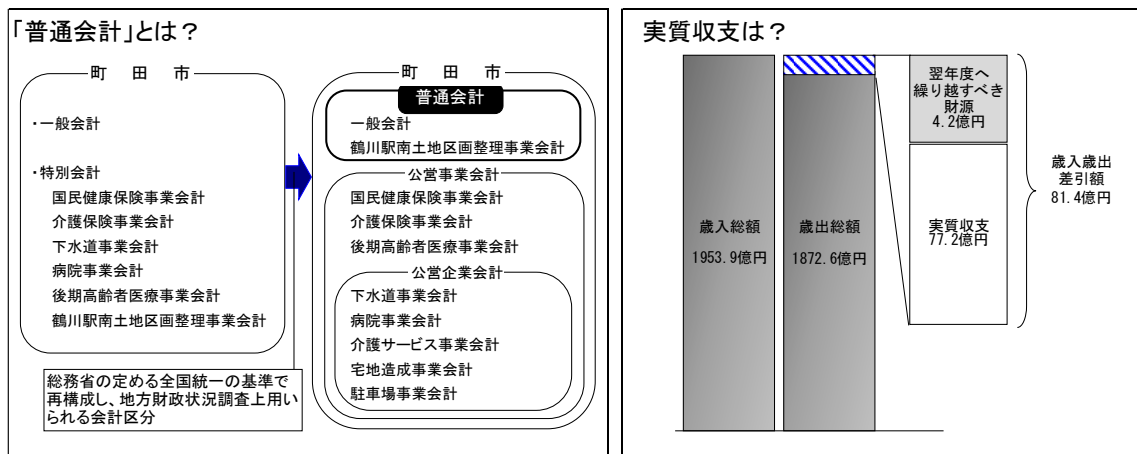 「普通会計」とは？
町　田　市
・一般会計
・特別会計
国民健康保険事業会計
介護保険事業会計
下水道事業会計
病院事業会計
後期高齢者医療事業会計
鶴川駅南土地区画整理事業会計
総務省の定める全国統一の基準で
再構成し、地方財政状況調査上用い
られる会計区分
町　田　市
普通会計
一般会計
鶴川駅南土地区画整理事業会計
公営事業会計
国民健康保険事業会計
介護保険事業会計
後期高齢者医療事業会計
公営企業会計
下水道事業会計
病院事業会計
介護サービス事業会計
宅地造成事業会計
駐車場事業会計
実質収支は？
歳入総額
1953.9億円
歳出総額
1872.6億円
翌年度へ
繰り越すべき
財源
4.2億円
実質収支
77.2億円
歳入歳出
差引額
81.4億円